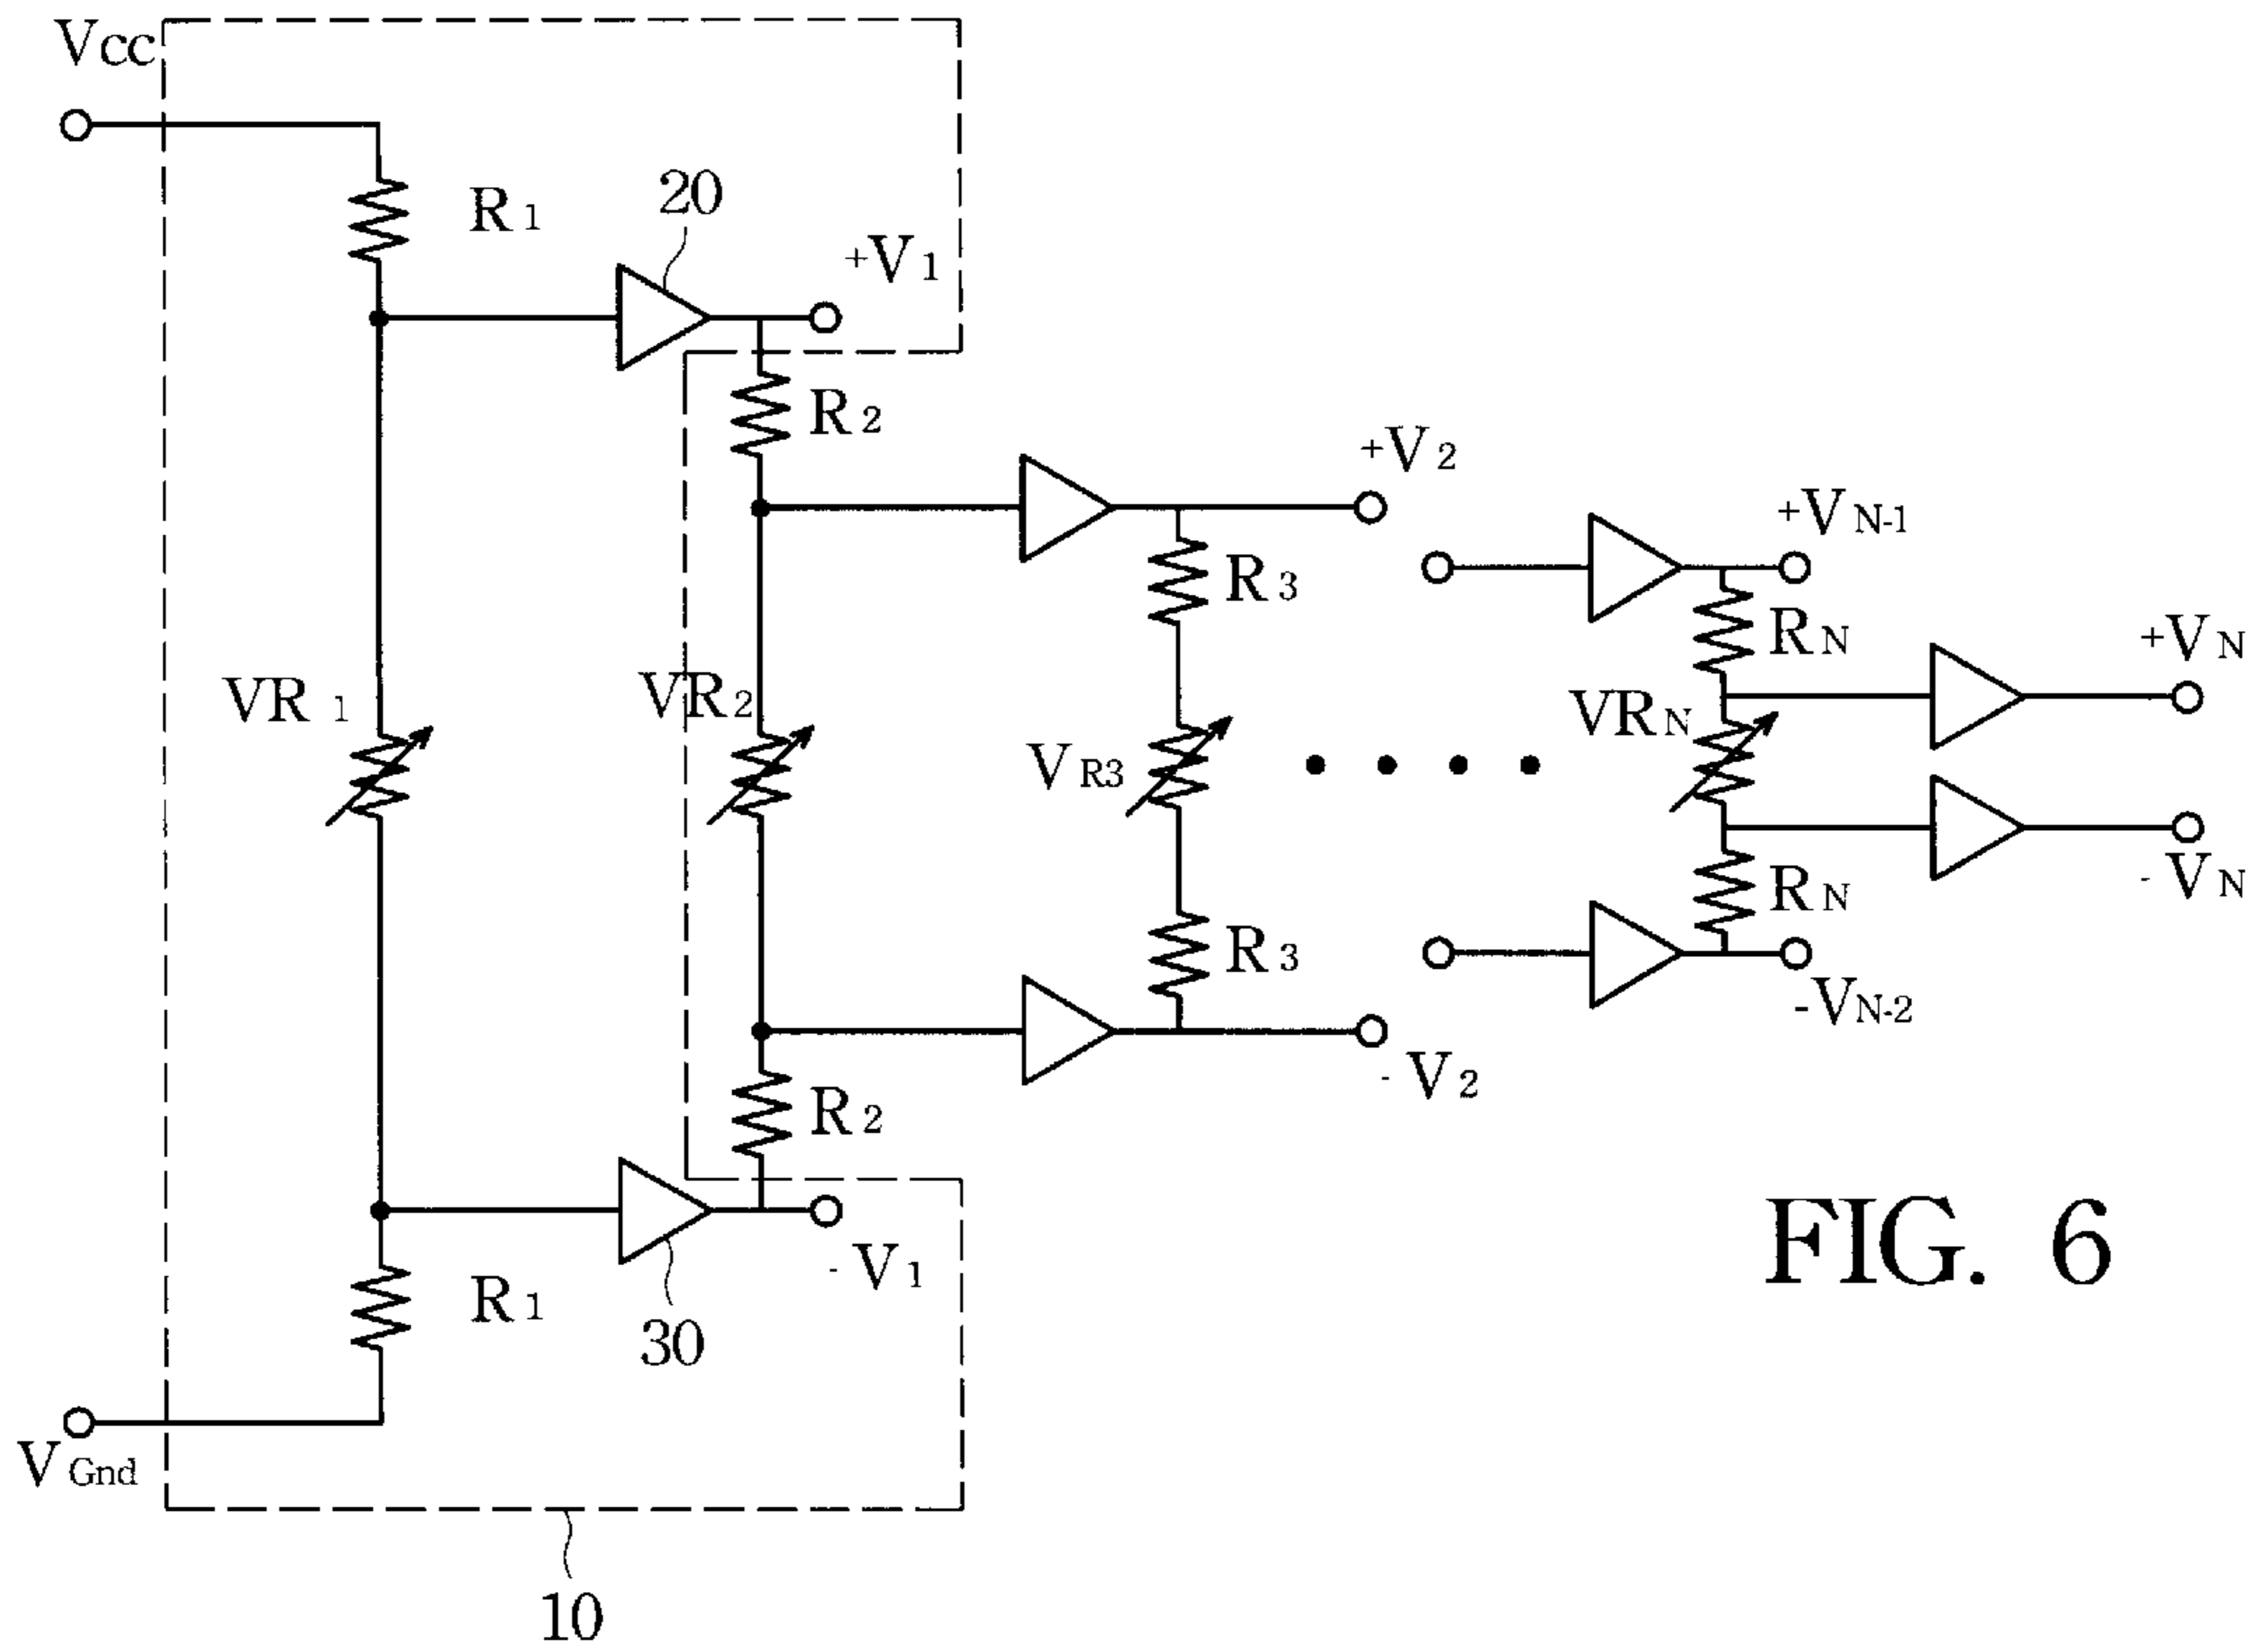 Vcc
R1
20
+V1
R2
+V2
+VN-1
R3
RN
+VN
VR1
VR2
VR3
VRN
RN
- VN
R3
-VN-2
- V2
R2
R1
30
- V1
VGnd
10
FIG. 6